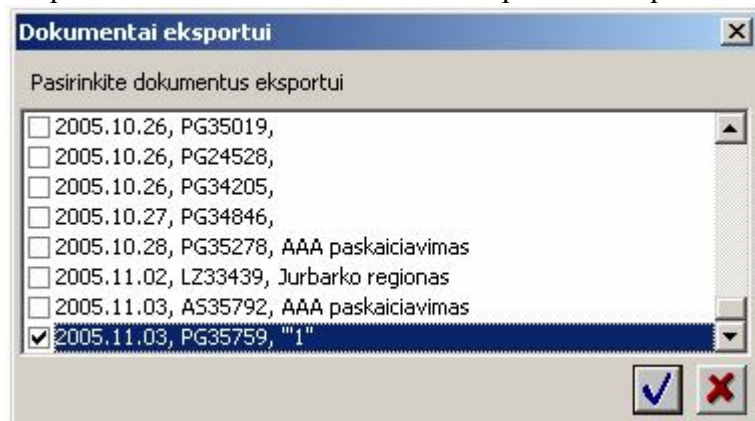 Dokumentai eksportui
Pasirinkite dokumentus eksportui
2005.10.26, PG35019,
2005.10.26, PG24528,
2005.10.26, PG34205,
2005.10.27, PG34846,
2005.10.28, PG35278, AAA paskaiciavimas
2005.11.02, LZ33439, Jurbarko regionas
2005.11.03, AS35792, AAA paskaiciavimas
2005.11.03, PG35759, '"1"